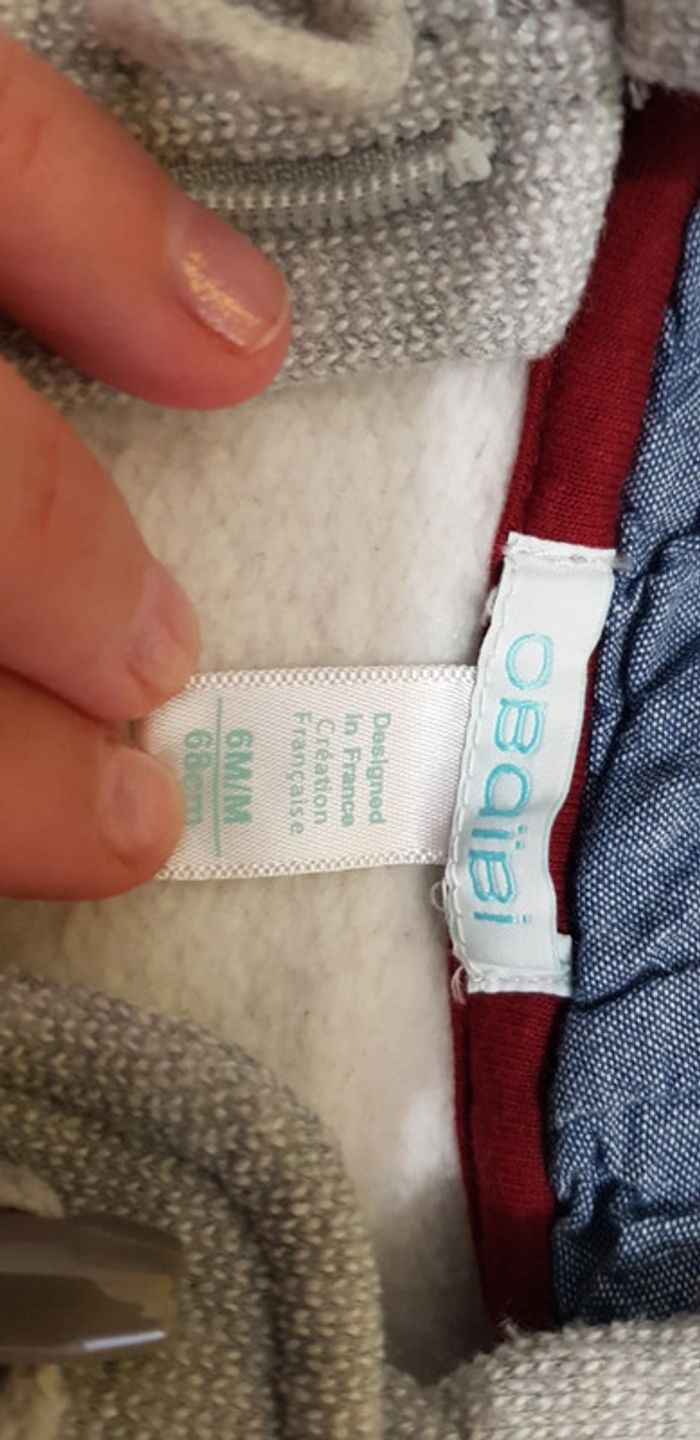 OBaïBi
Designed
in France
Création
Française
6M/M
68cm